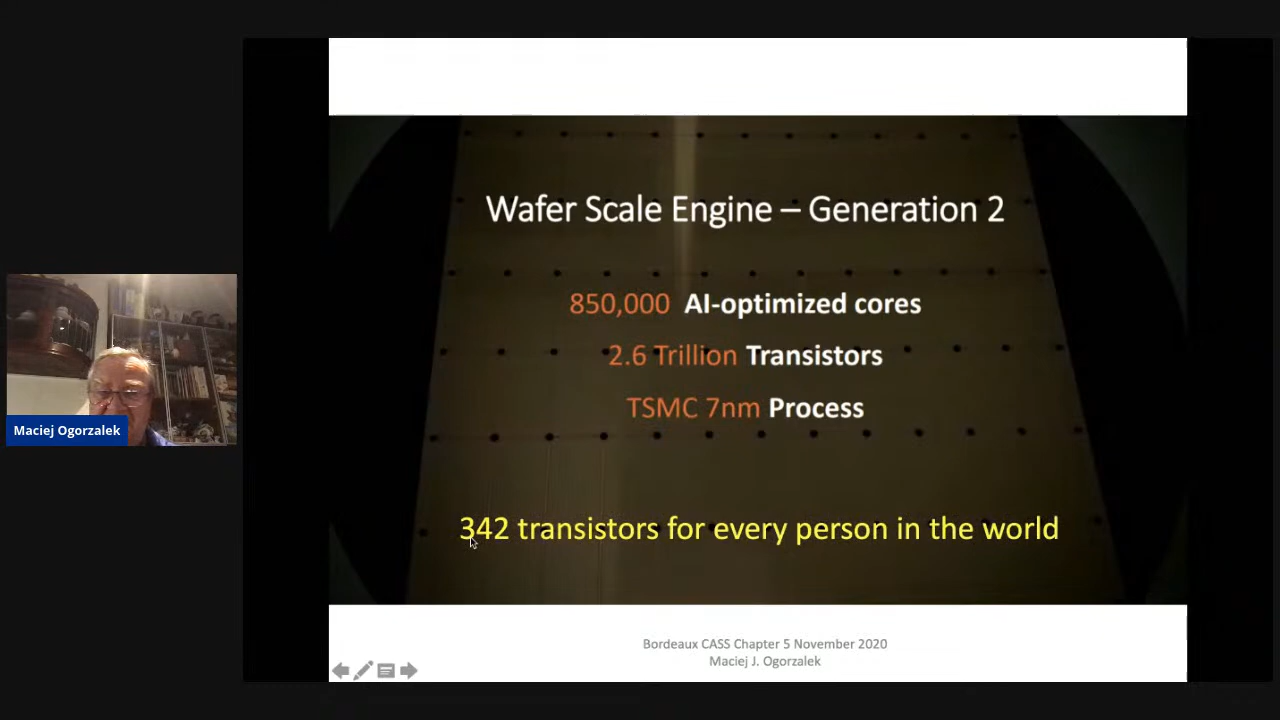 Wafer Scale Engine – Generation 2
850,000 AI-optimized cores
2.6 Trillion Transistors
TSMC 7nm Process
342 transistors for every person in the world
Maciej Ogorzalek
Bordeaux CASS Chapter 5 November 2020
Maciej J. Ogorzalek